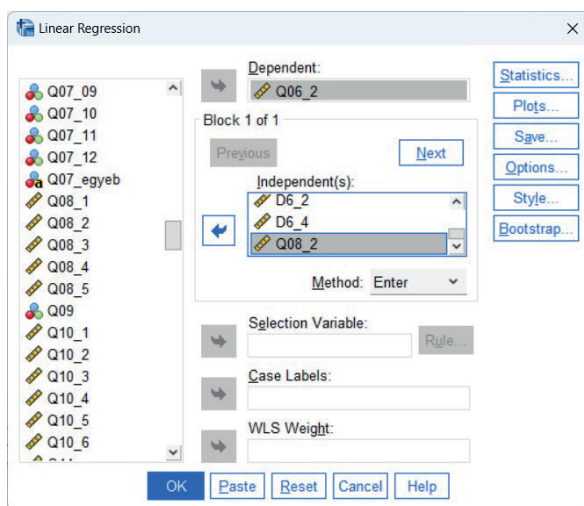 Linear Regression
Q07_09
Q07_10
Q07_11
Q07_12
Q07_egyeb
Q08_1
Q08_2
Q08_3
Q08_4
Q08_5
Q09
Q10_1
Q10_2
Q10_3
Q10_4
Q10_5
Q10_6
Dependent:
Q06_2
Block 1 of 1
Previous
Next
Independent(s):
D6_2
D6_4
Q08_2
Method: Enter
Selection Variable:
Rule...
Case Labels:
WLS Weight:
Statistics...
Plots...
Save...
Options...
Style...
Bootstrap...
OK Paste Reset Cancel Help